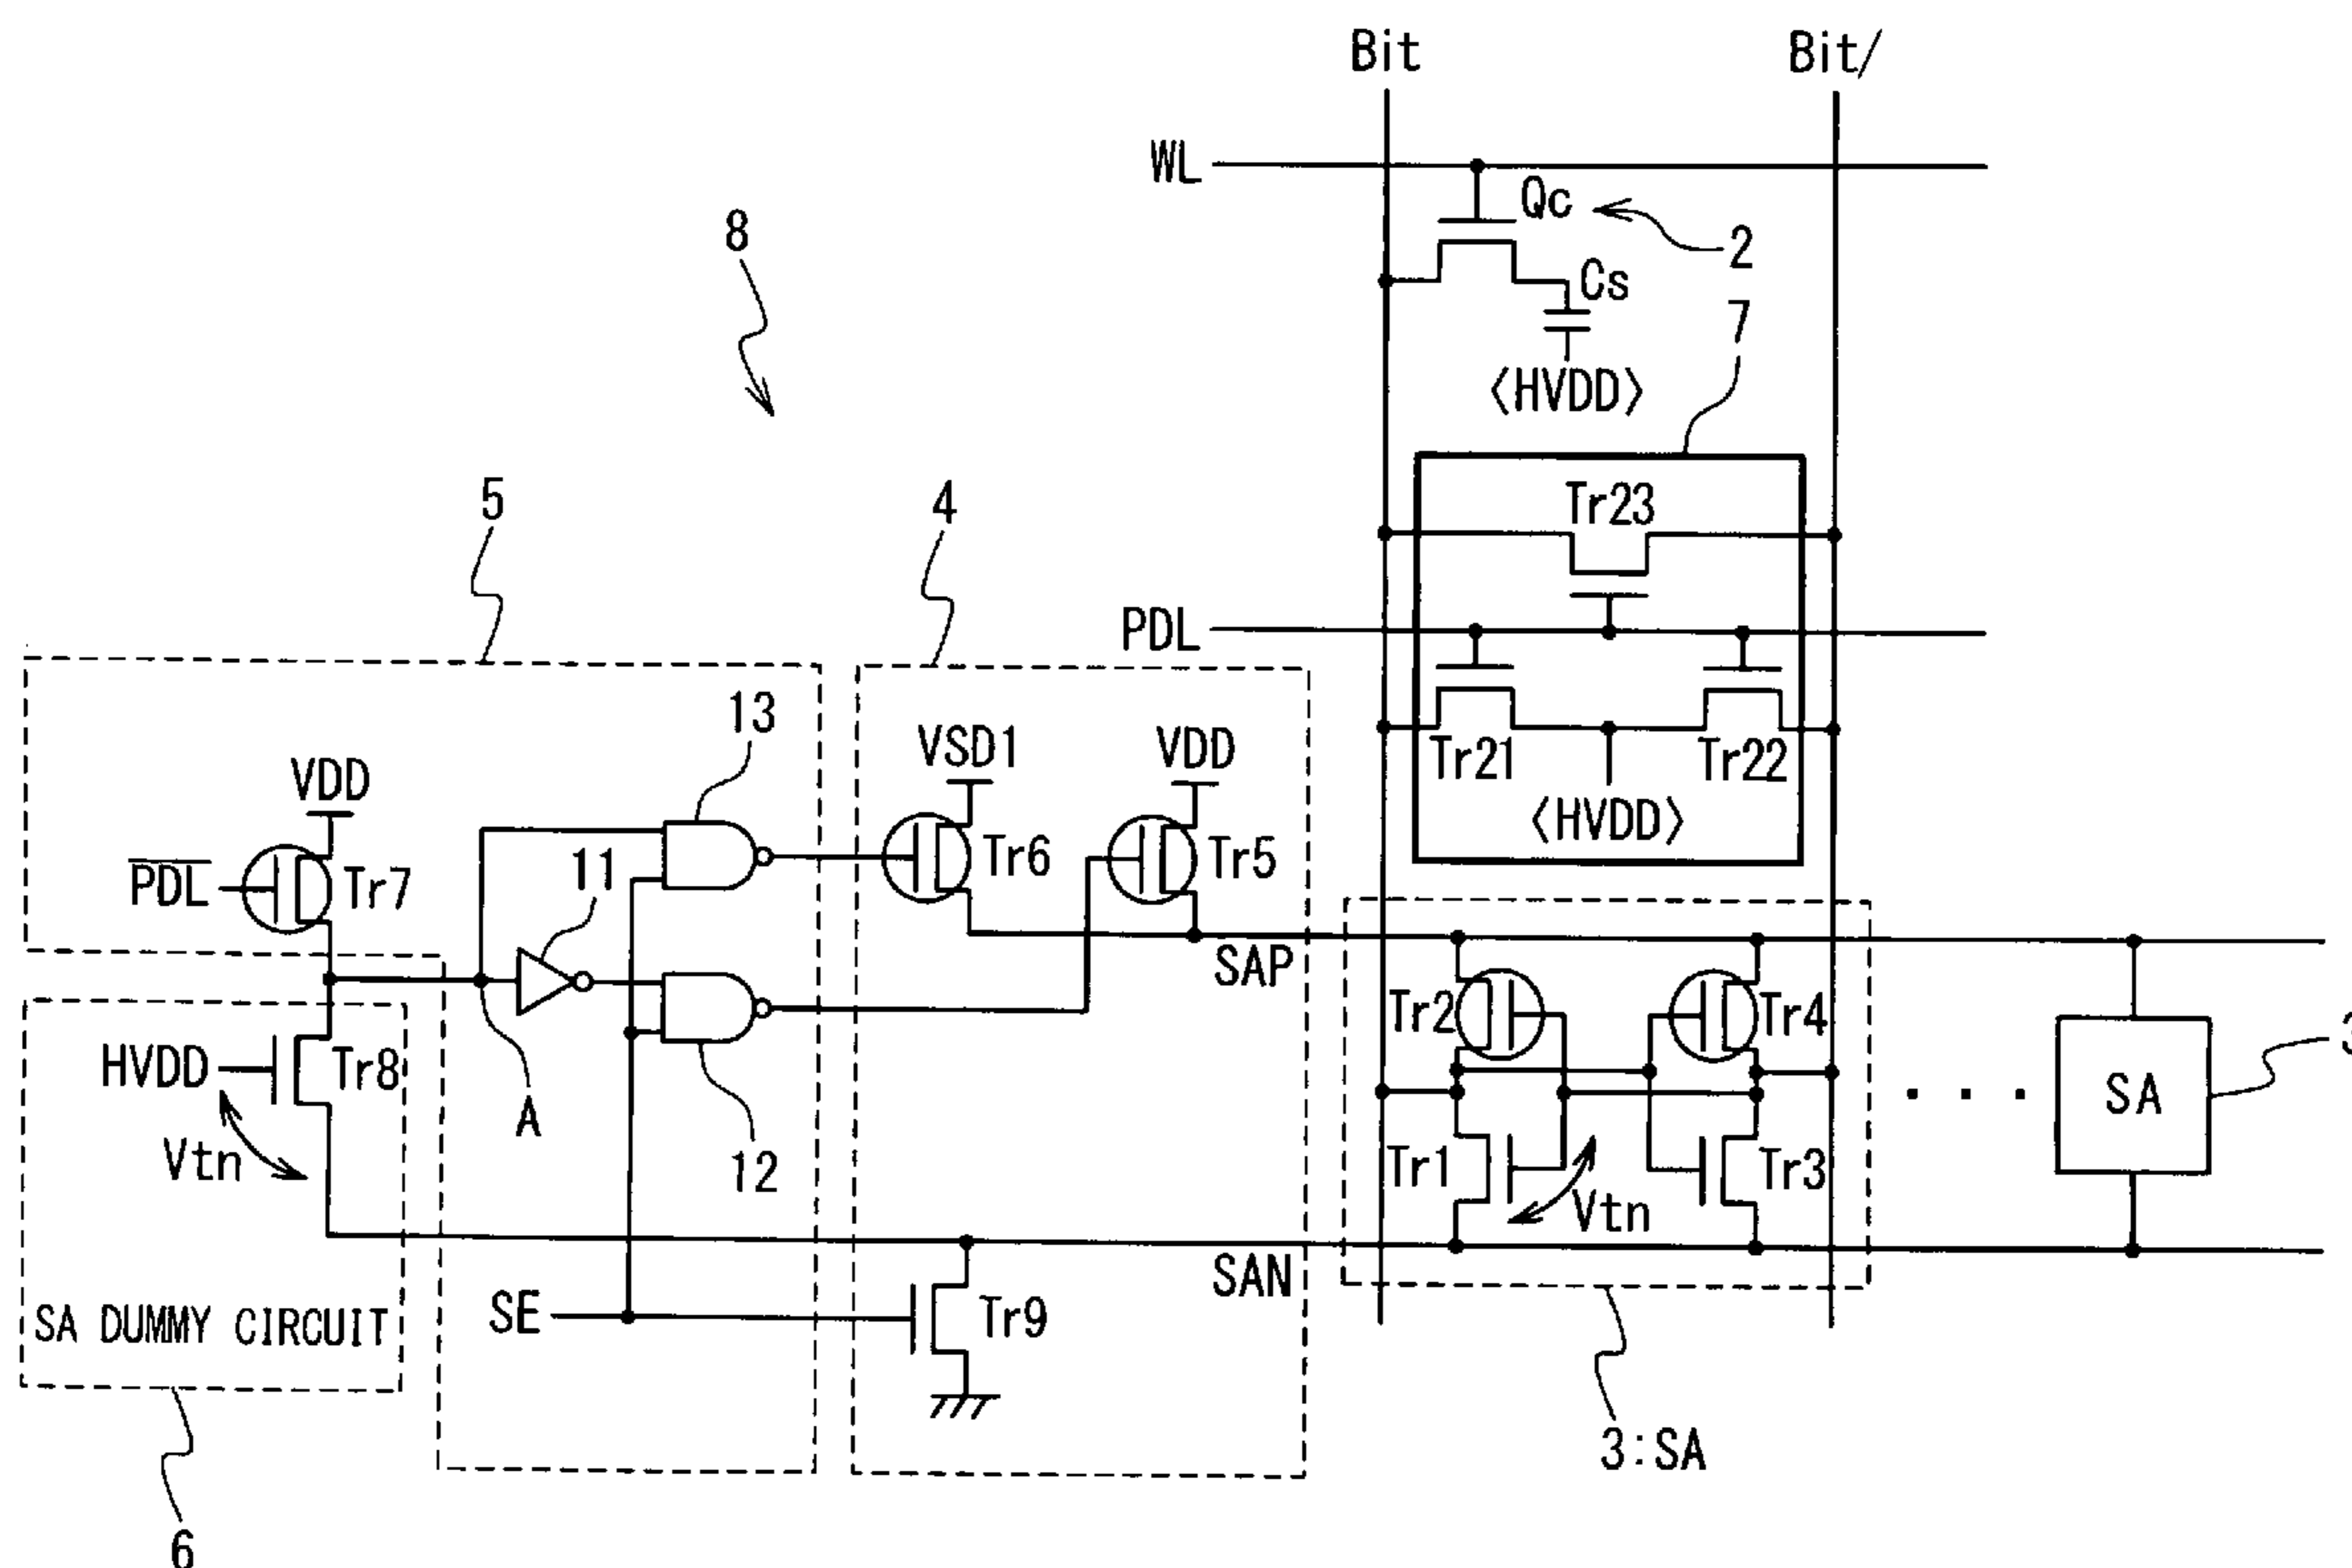 Bit
Bit/
WL
Qc
2
8
Cs
7
<HVDD>
5
4
Tr23
PDL
13
VSD1
VDD
Tr21
Tr22
VDD
<HVDD>
PDL
Tr7
11
Tr6
Tr5
SAP
Tr2
Tr4
HVDD
Tr8
A
SA
3
Vtn
12
Tr1
Tr3
Vtn
SAN
SE
Tr9
SA DUMMY CIRCUIT
3:SA
6